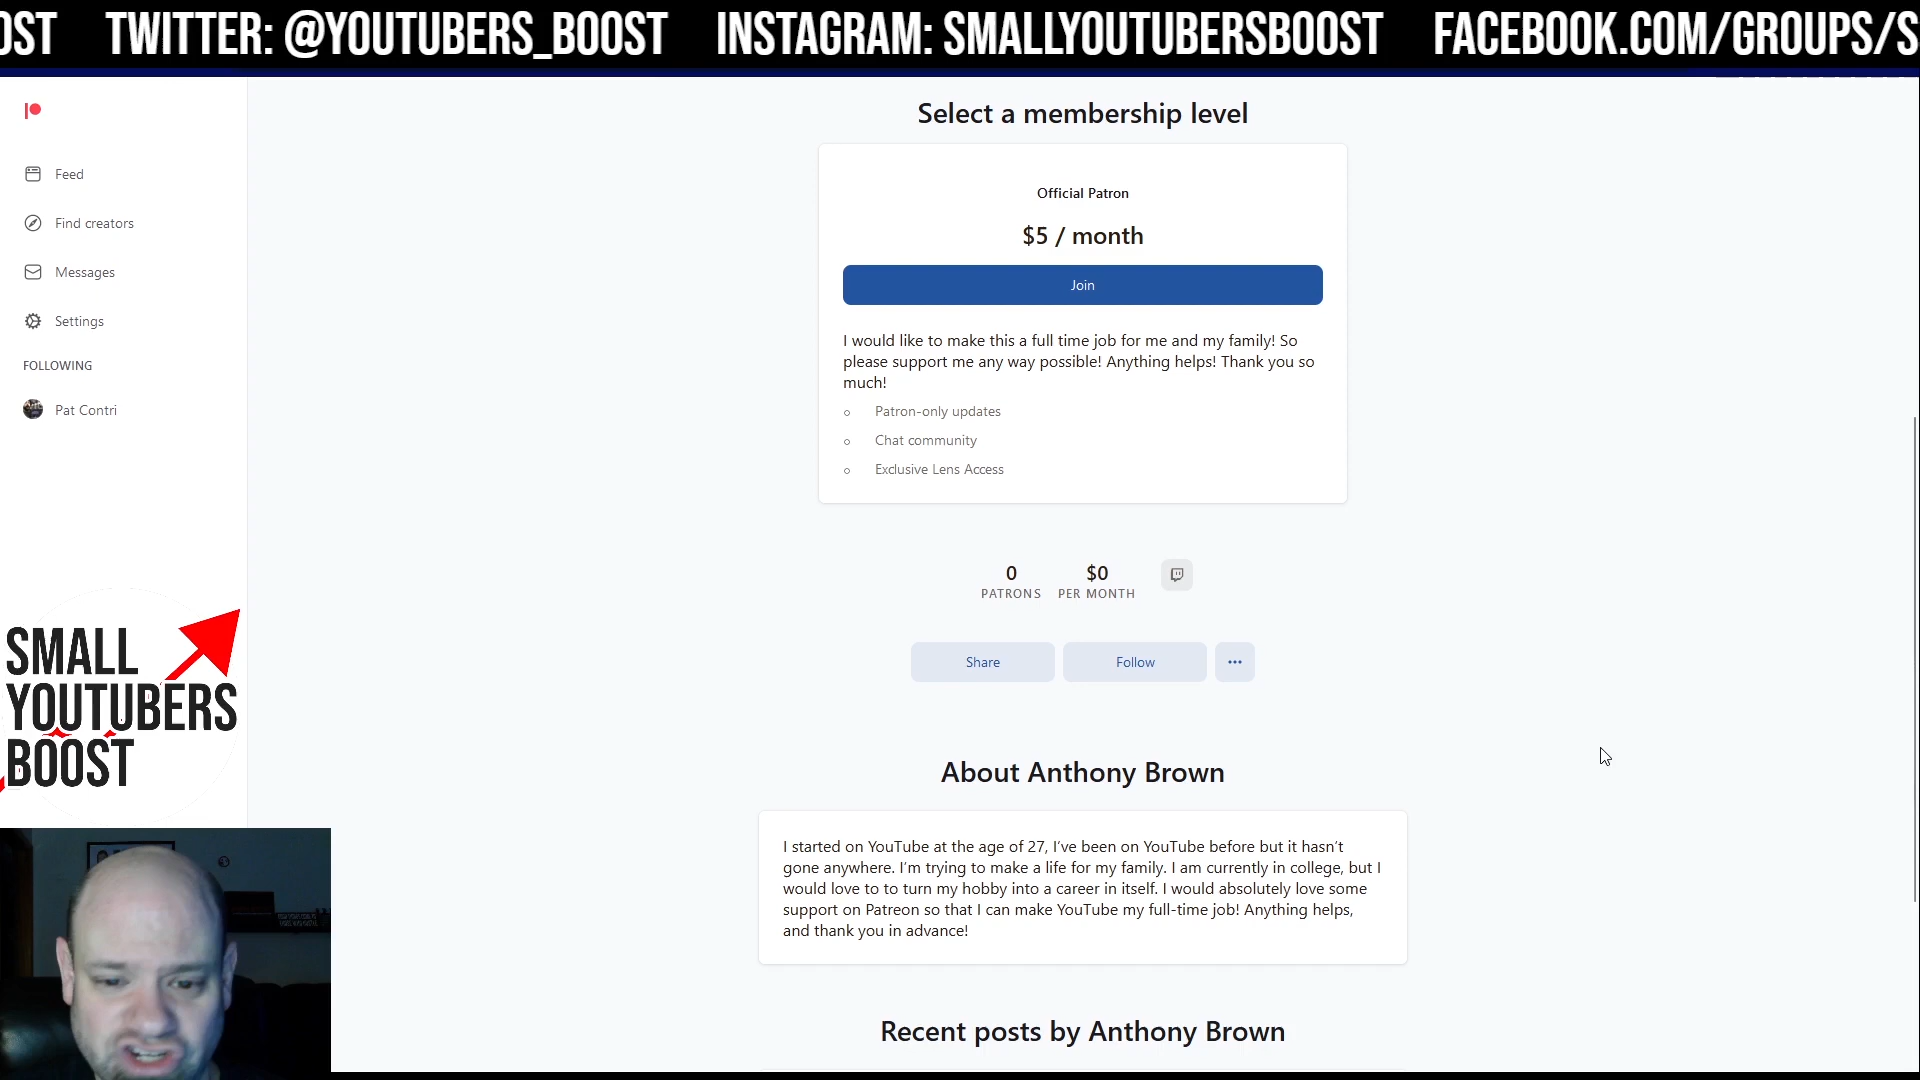 OST TWITTER: @YOUTUBERS_BOOST INSTAGRAM: SMALLYOUTUBERSBOOST FACEBOOK.COM/GROUPS/S
Feed
Find creators
Messages
Settings
FOLLOWING
Pat Contri
SMALL
YOUTUBERS
BOOST
Select a membership level
Official Patron
$5 / month
Join
I would like to make this a full time job for me and my family! So
please support me any way possible! Anything helps! Thank you so
much!
Patron-only updates
Chat community
Exclusive Lens Access
0 $0
PATRONS PER MONTH
Share Follow
About Anthony Brown
I started on YouTube at the age of 27, I’ve been on YouTube before but it hasn’t
gone anywhere. I’m trying to make a life for my family. I am currently in college, but I
would love to to turn my hobby into a career in itself. I would absolutely love some
support on Patreon so that I can make YouTube my full-time job! Anything helps,
and thank you in advance!
Recent posts by Anthony Brown